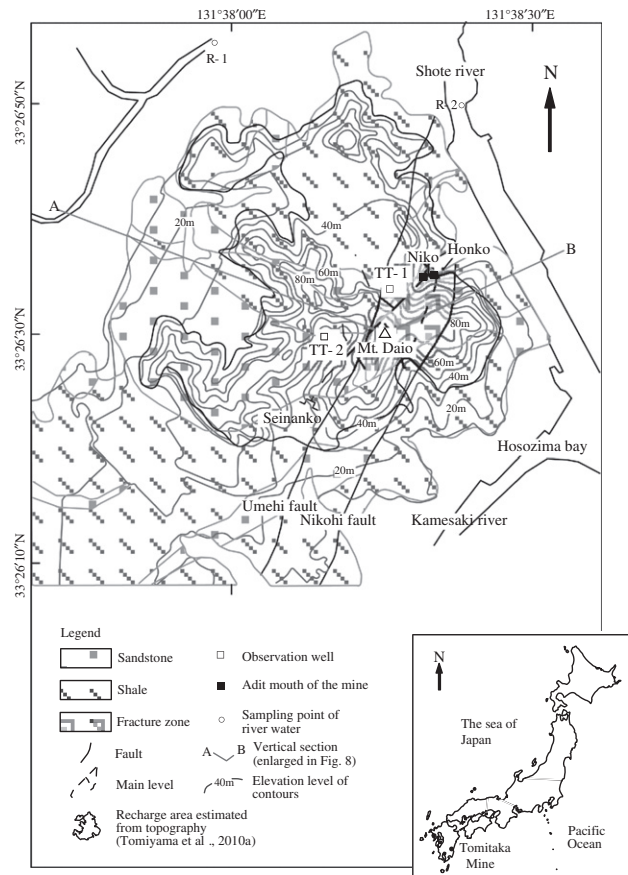 131°38′00″E
131°38′30″E
33°26′50″N
33°26′30″N
33°26′10″N
R-1
Shote river
R-2
N
A
20m
40m
Niko
Honko
B
TT-1
60m
80m
80m
TT-2
Mt. Daio
60m
40m
Seinanko
40m
20m
20m
Hosozima bay
Umehi fault
Nikohi fault
Kamesaki river
Legend
Sandstone
Shale
Fracture zone
Fault
Main level
Recharge area estimated
from topography
(Tomiyama et al ., 2010a)
Observation well
Adit mouth of the mine
Sampling point of
river water
A B Vertical section
(enlarged in Fig. 8)
40m Elevation level of
contours
N
The sea of
Japan
Pacific
Ocean
Tomitaka
Mine